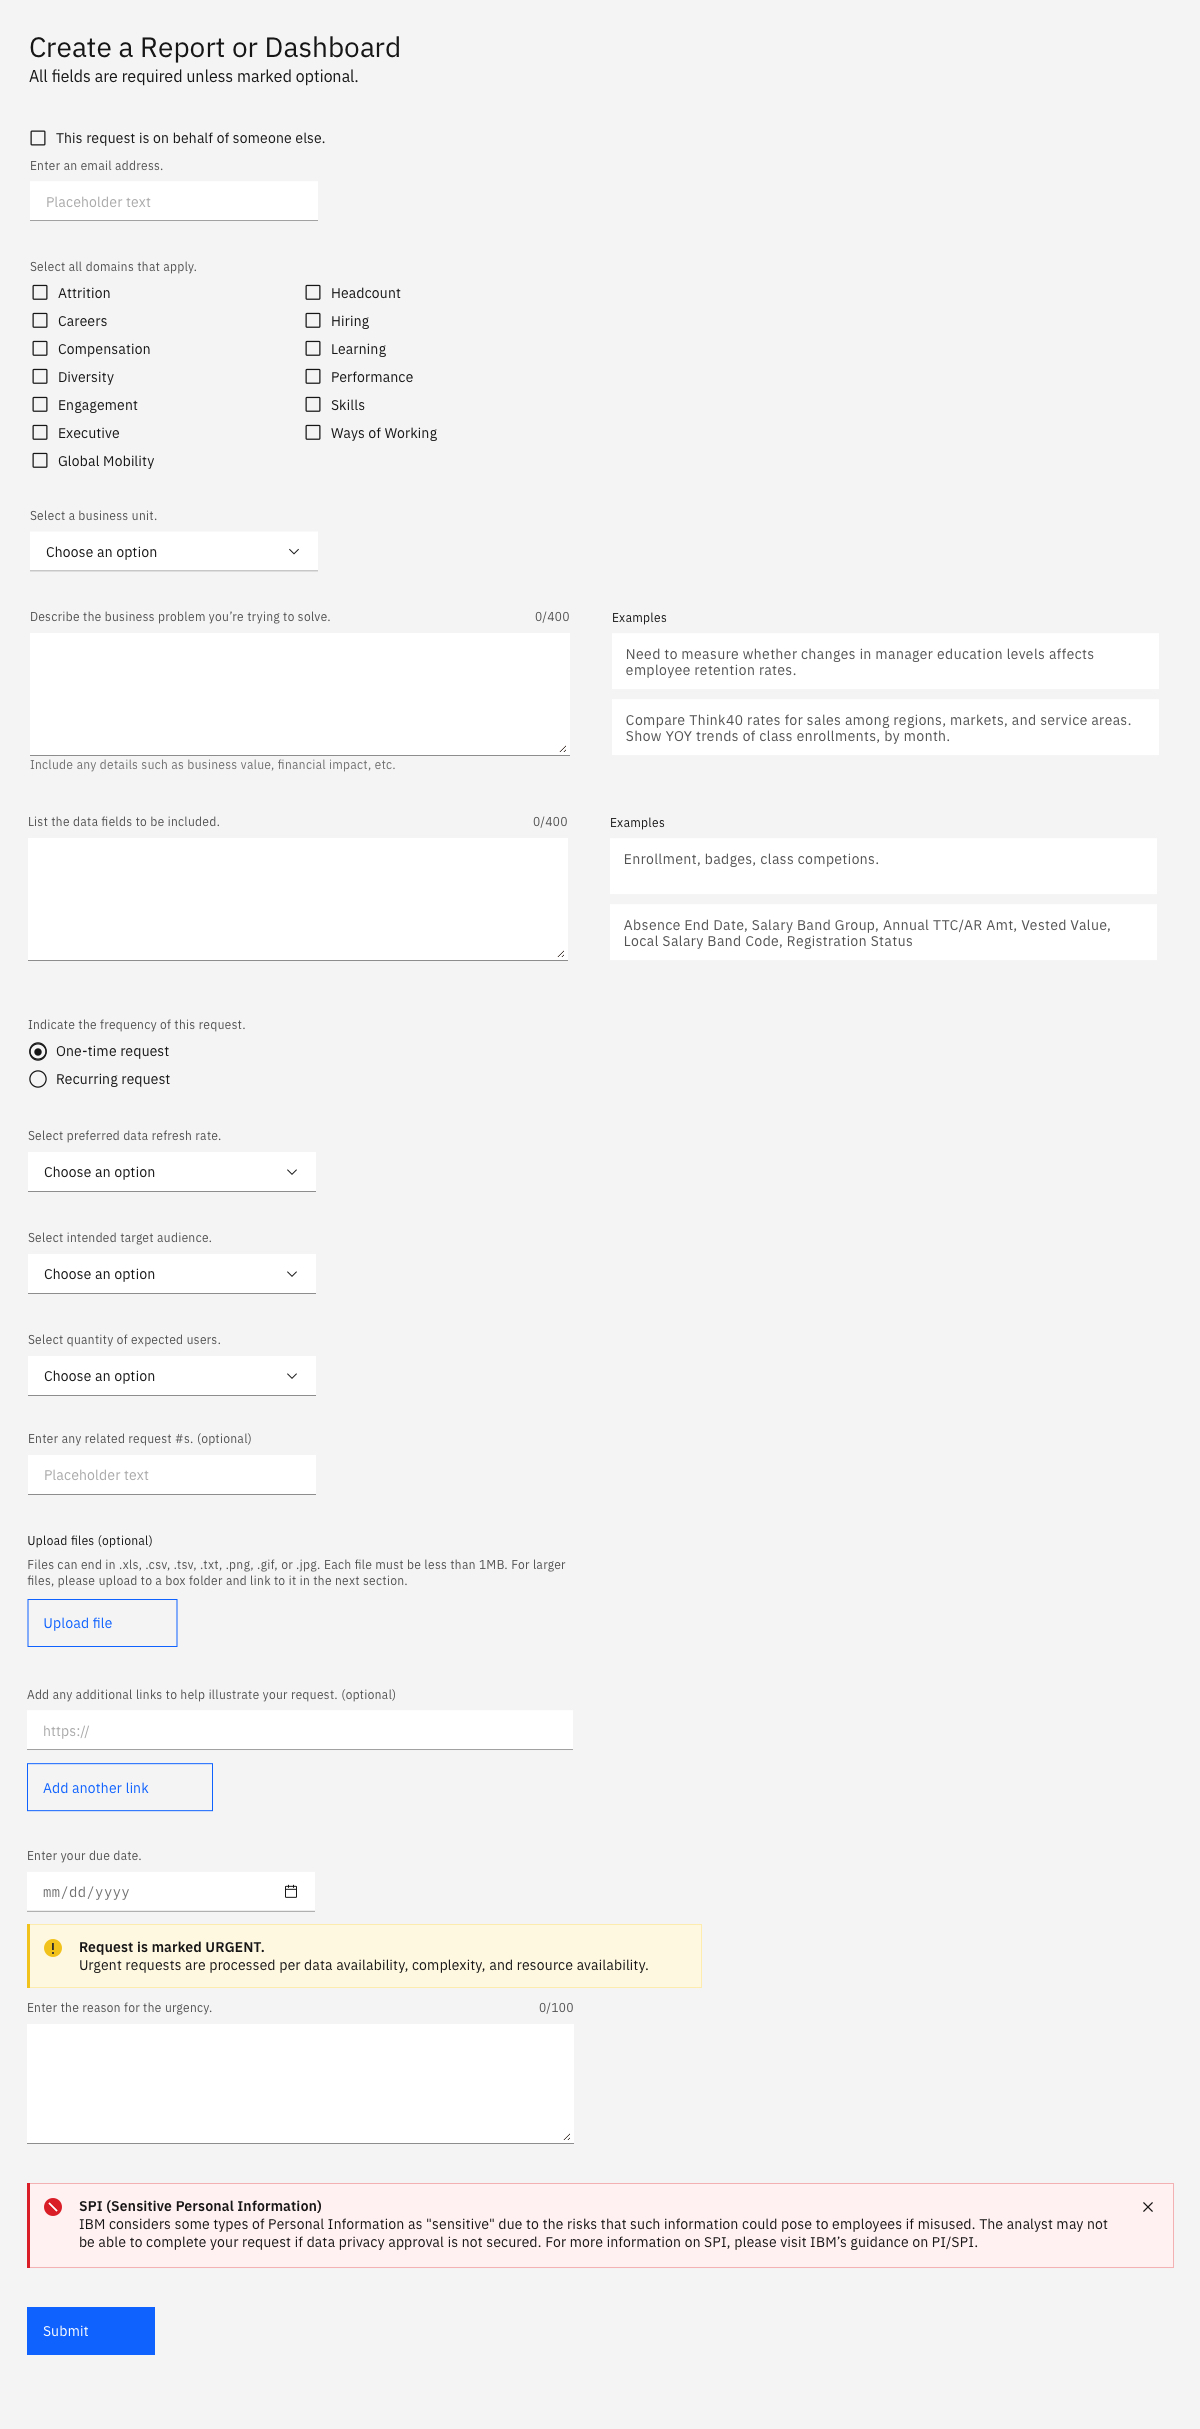 Create a Report or Dashboard
All fields are required unless marked optional.
This request is on behalf of someone else.
Enter an email address.
Placeholder text
Select all domains that apply.
Attrition
Careers
Compensation
Diversity
Engagement
Executive
Global Mobility
Headcount
Hiring
Learning
Performance
Skills
Ways of Working
Select a business unit.
Choose an option
Describe the business problem you’re trying to solve.
0/400
Include any details such as business value, financial impact, etc.
Examples
Need to measure whether changes in manager education levels affects
employee retention rates.
Compare Think40 rates for sales among regions, markets, and service areas.
Show YOY trends of class enrollments, by month.
List the data fields to be included.
0/400
Examples
Enrollment, badges, class competions.
Absence End Date, Salary Band Group, Annual TTC/AR Amt, Vested Value,
Local Salary Band Code, Registration Status
Indicate the frequency of this request.
One-time request
Recurring request
Select preferred data refresh rate.
Choose an option
Select intended target audience.
Choose an option
Select quantity of expected users.
Choose an option
Enter any related request #s. (optional)
Placeholder text
Upload files (optional)
Files can end in .xls, .csv, .tsv, .txt, .png, .gif, or .jpg. Each file must be less than 1MB. For larger
files, please upload to a box folder and link to it in the next section.
Upload file
Add any additional links to help illustrate your request. (optional)
https://
Add another link
Enter your due date.
mm/dd/yyyy
Request is marked URGENT.
Urgent requests are processed per data availability, complexity, and resource availability.
Enter the reason for the urgency.
0/100
SPI (Sensitive Personal Information)
IBM considers some types of Personal Information as "sensitive" due to the risks that such information could pose to employees if misused. The analyst may not
be able to complete your request if data privacy approval is not secured. For more information on SPI, please visit IBM’s guidance on PI/SPI.
Submit